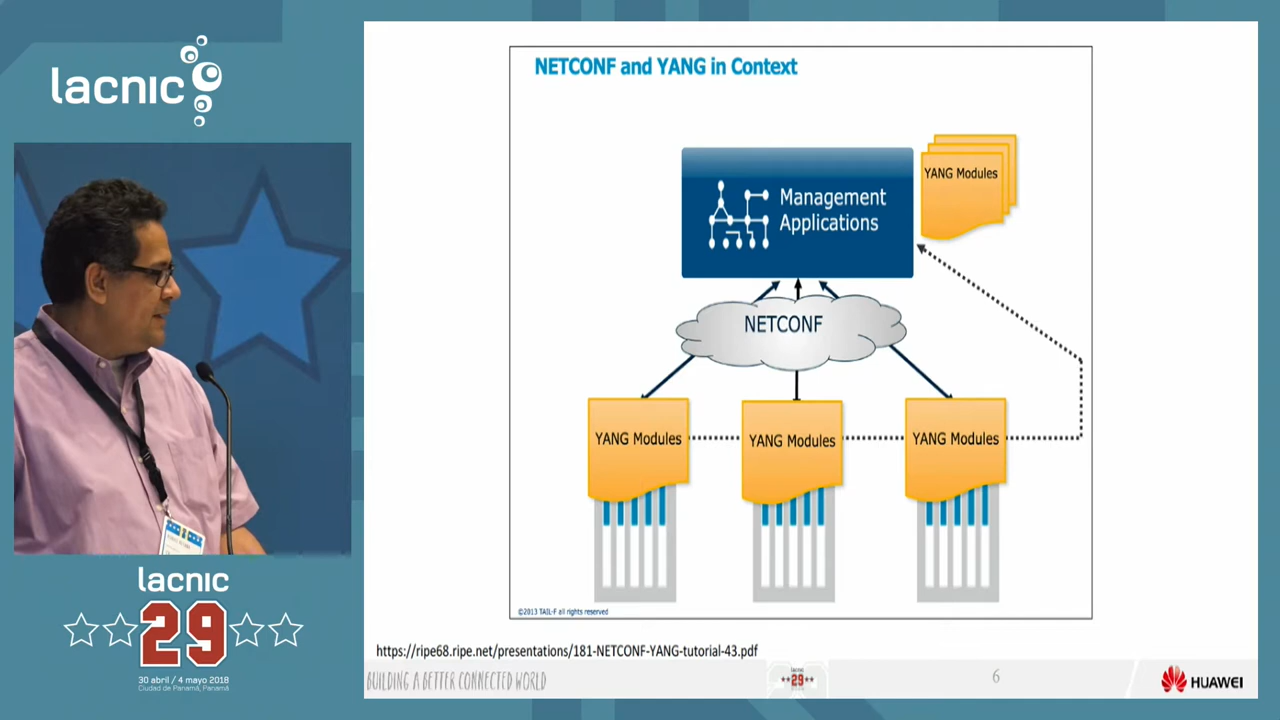 lacnic
NETCONF and YANG in Context
Management
Applications
YANG Modules
NETCONF
YANG Modules
YANG Modules
YANG Modules
©2013 TAIL-F all rights reserved
https://ripe68.ripe.net/presentations/181-NETCONF-YANG-tutorial-43.pdf
BUILDING A BETTER CONNECTED WORLD
lacnic
29
6
HUAWEI
lacnic
29
30 abril / 4 mayo 2018
Ciudad de Panamá, Panamá